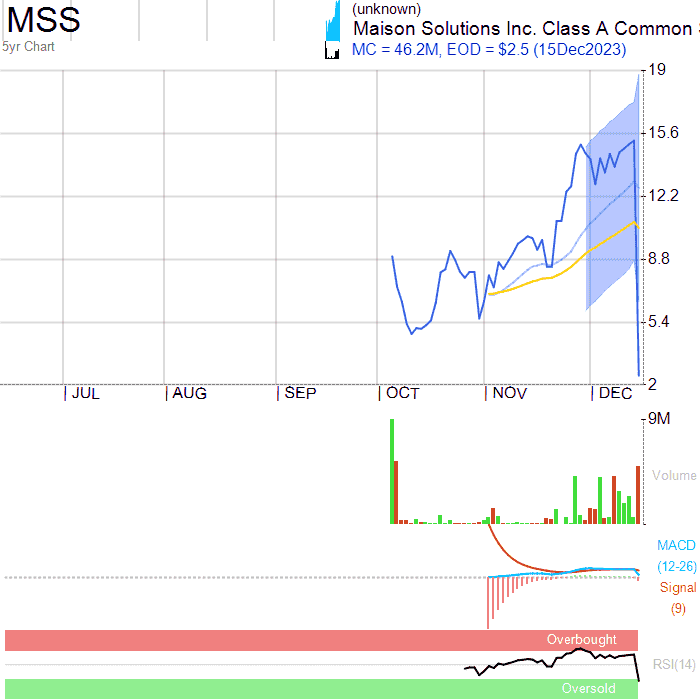 MSS
5yr Chart
(unknown)
Maison Solutions Inc. Class A Common
MC = 46.2M, EOD = $2.5 (15Dec2023)
19
15.6
12.2
8.8
5.4
2
JUL AUG SEP OCT NOV DEC
9M
Volume
MACD
(12-26)
Signal
(9)
Overbought
RSI(14)
Oversold